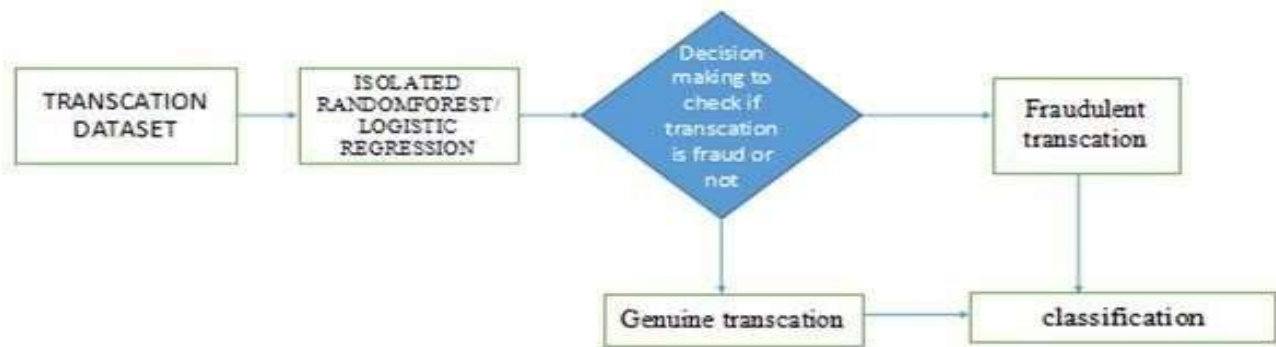 TRANSCATION
DATASET
ISOLATED
RANDOMFOREST/
LOGISTIC
REGRESSION
Decision
making to
check if
transcation
is fraud or
not
Fraudulent
transcation
Genuine transcation
classification